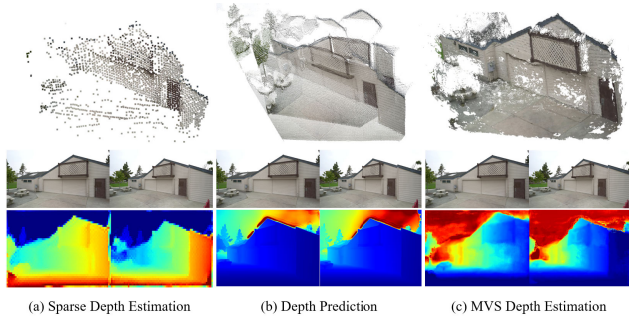 (a) Sparse Depth Estimation
(b) Depth Prediction
(c) MVS Depth Estimation